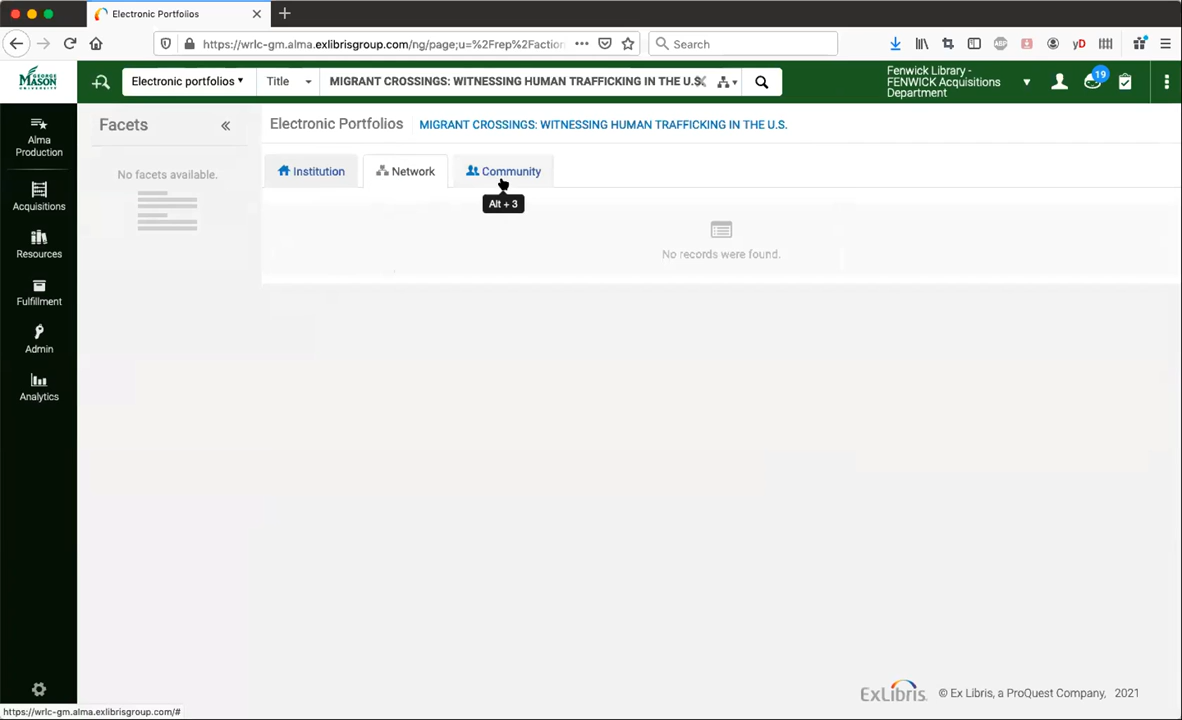 Electronic Portfolios
https://wrlc-gm.alma.exlibrisgroup.com/ng/page;u=%2Frep%2Faction
Search
ABP
yD
GEORGE
MASON
UNIVERSITY
Electronic portfolios
Title
MIGRANT CROSSINGS: WITNESSING HUMAN TRAFFICKING IN THE U.S.
Fenwick Library -
FENWICK Acquisitions
Department
19
Alma
Production
Acquisitions
Resources
Fulfillment
Admin
Analytics
Facets
No facets available.
Electronic Portfolios
MIGRANT CROSSINGS: WITNESSING HUMAN TRAFFICKING IN THE U.S.
Institution
Network
Community
Alt + 3
No records were found.
https://wrlc-gm.alma.exlibrisgroup.com/#
ExLibris. © Ex Libris, a ProQuest Company, 2021